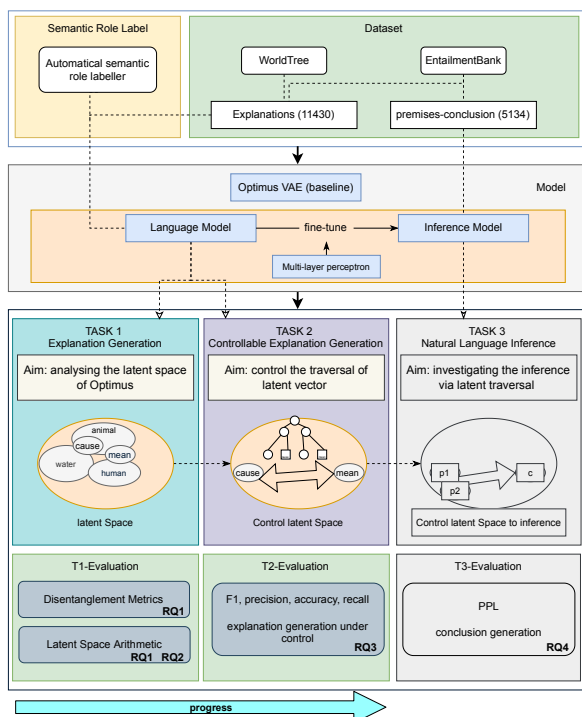 Semantic Role Label
Dataset
Automatical semantic
role labeller
WorldTree
EntailmentBank
Explanations (11430)
premises-conclusion (5134)
Optimus VAE (baseline)
Model
Language Model
fine-tune
Inference Model
Multi-layer perceptron
TASK 1
Explanation Generation
Aim: analysing the latent space
of Optimus
animal
cause
mean
water
human
latent Space
TASK 2
Controllable Explanation Generation
Aim: control the traversal of
latent vector
cause
mean
Control latent Space
TASK 3
Natural Language Inference
Aim: investigating the inference
via latent traversal
p1
p2
c
Control latent Space to inference
T1-Evaluation
Disentanglement Metrics
RQ1
Latent Space Arithmetic
RQ1 RQ2
T2-Evaluation
F1, precision, accuracy, recall
explanation generation under
control
RQ3
T3-Evaluation
PPL
conclusion generation
RQ4
progress